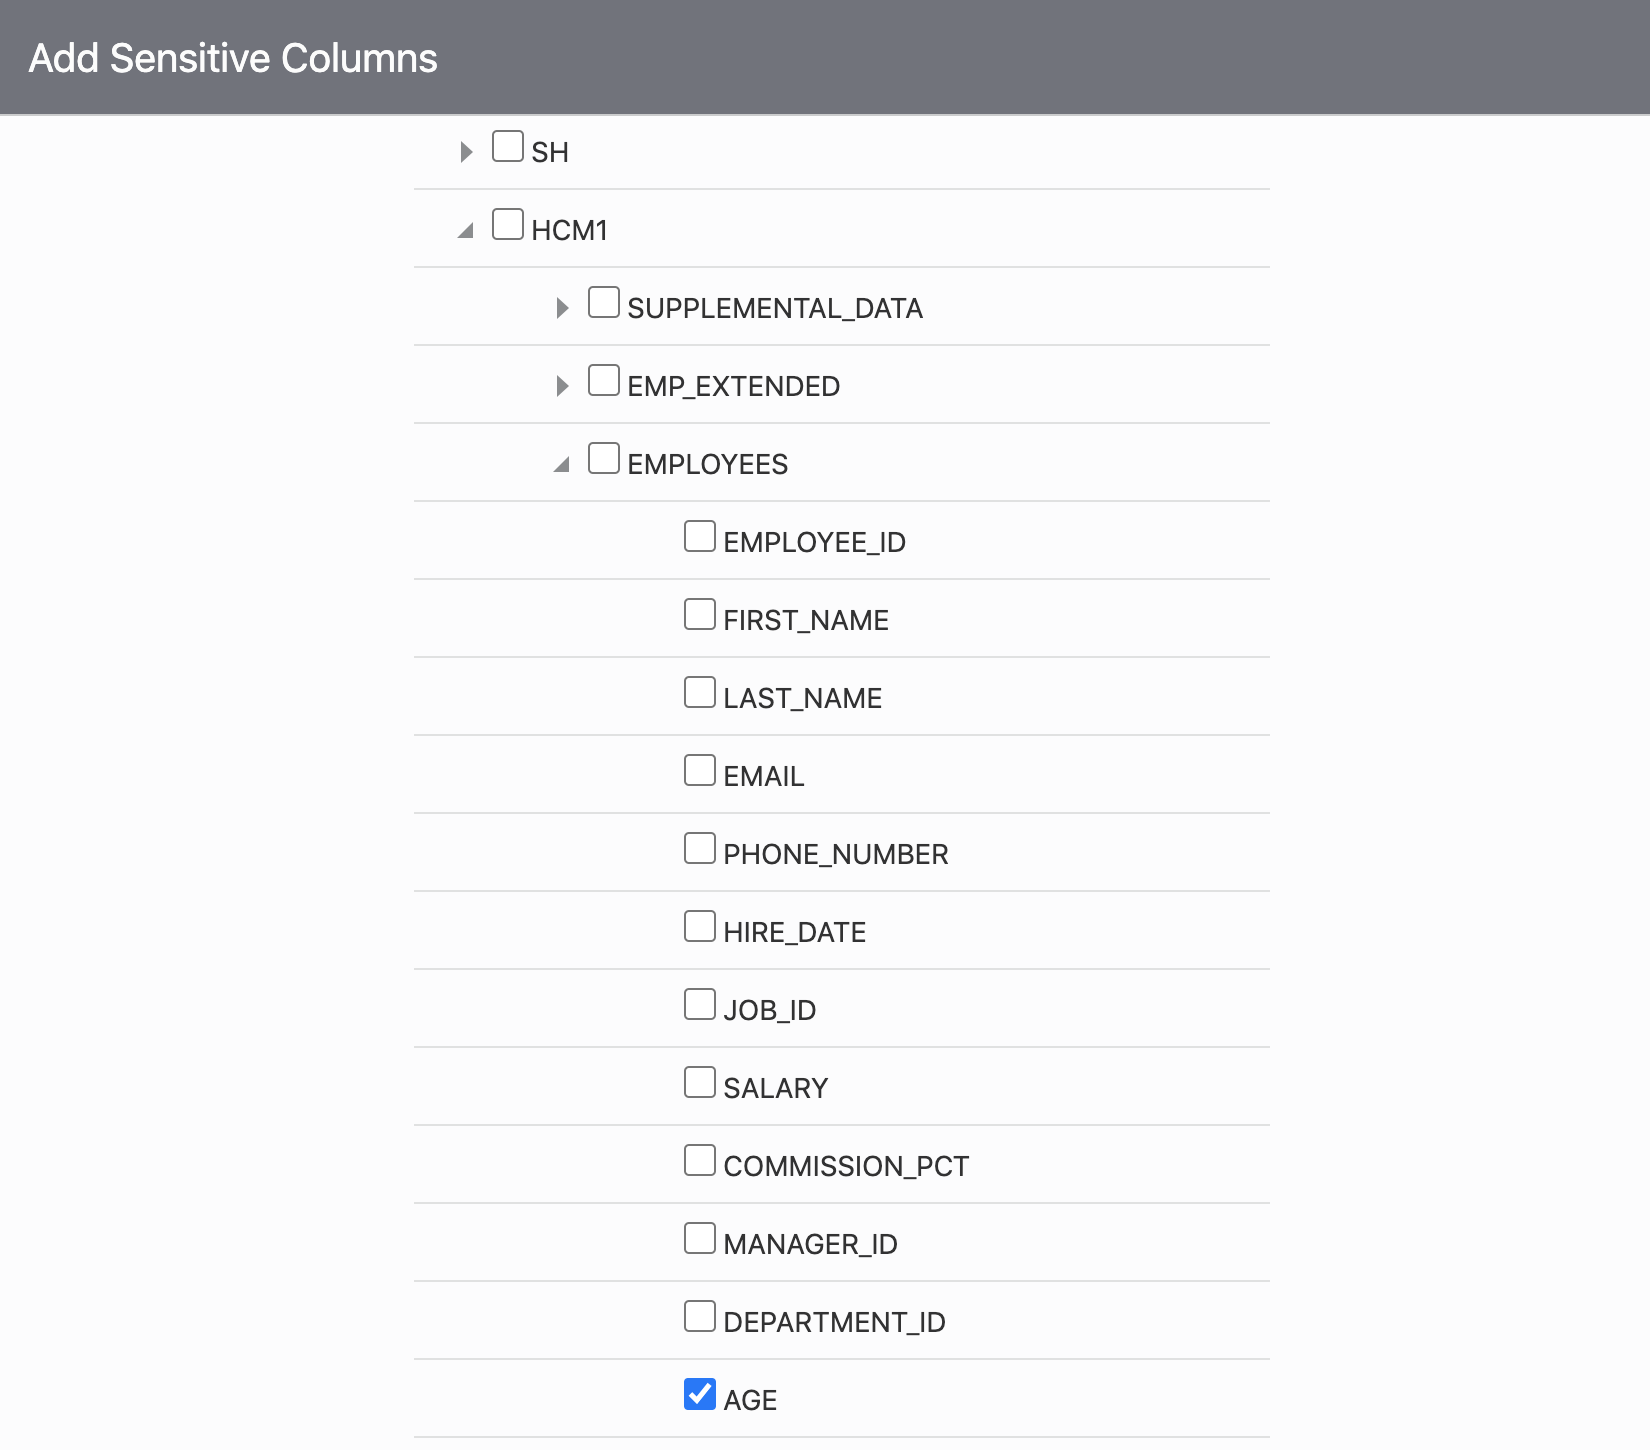 Add Sensitive Columns
SH
HCM1
SUPPLEMENTAL_DATA
EMP_EXTENDED
EMPLOYEES
EMPLOYEE_ID
FIRST_NAME
LAST_NAME
EMAIL
PHONE_NUMBER
HIRE_DATE
JOB_ID
SALARY
COMMISSION_PCT
MANAGER_ID
DEPARTMENT_ID
AGE